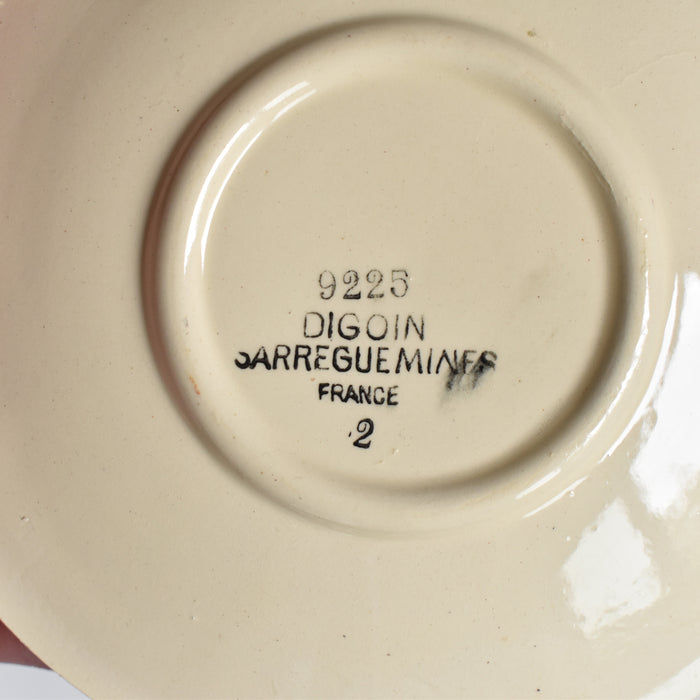 9225
DIGOIN
SARREGUEMINES
FRANCE
2